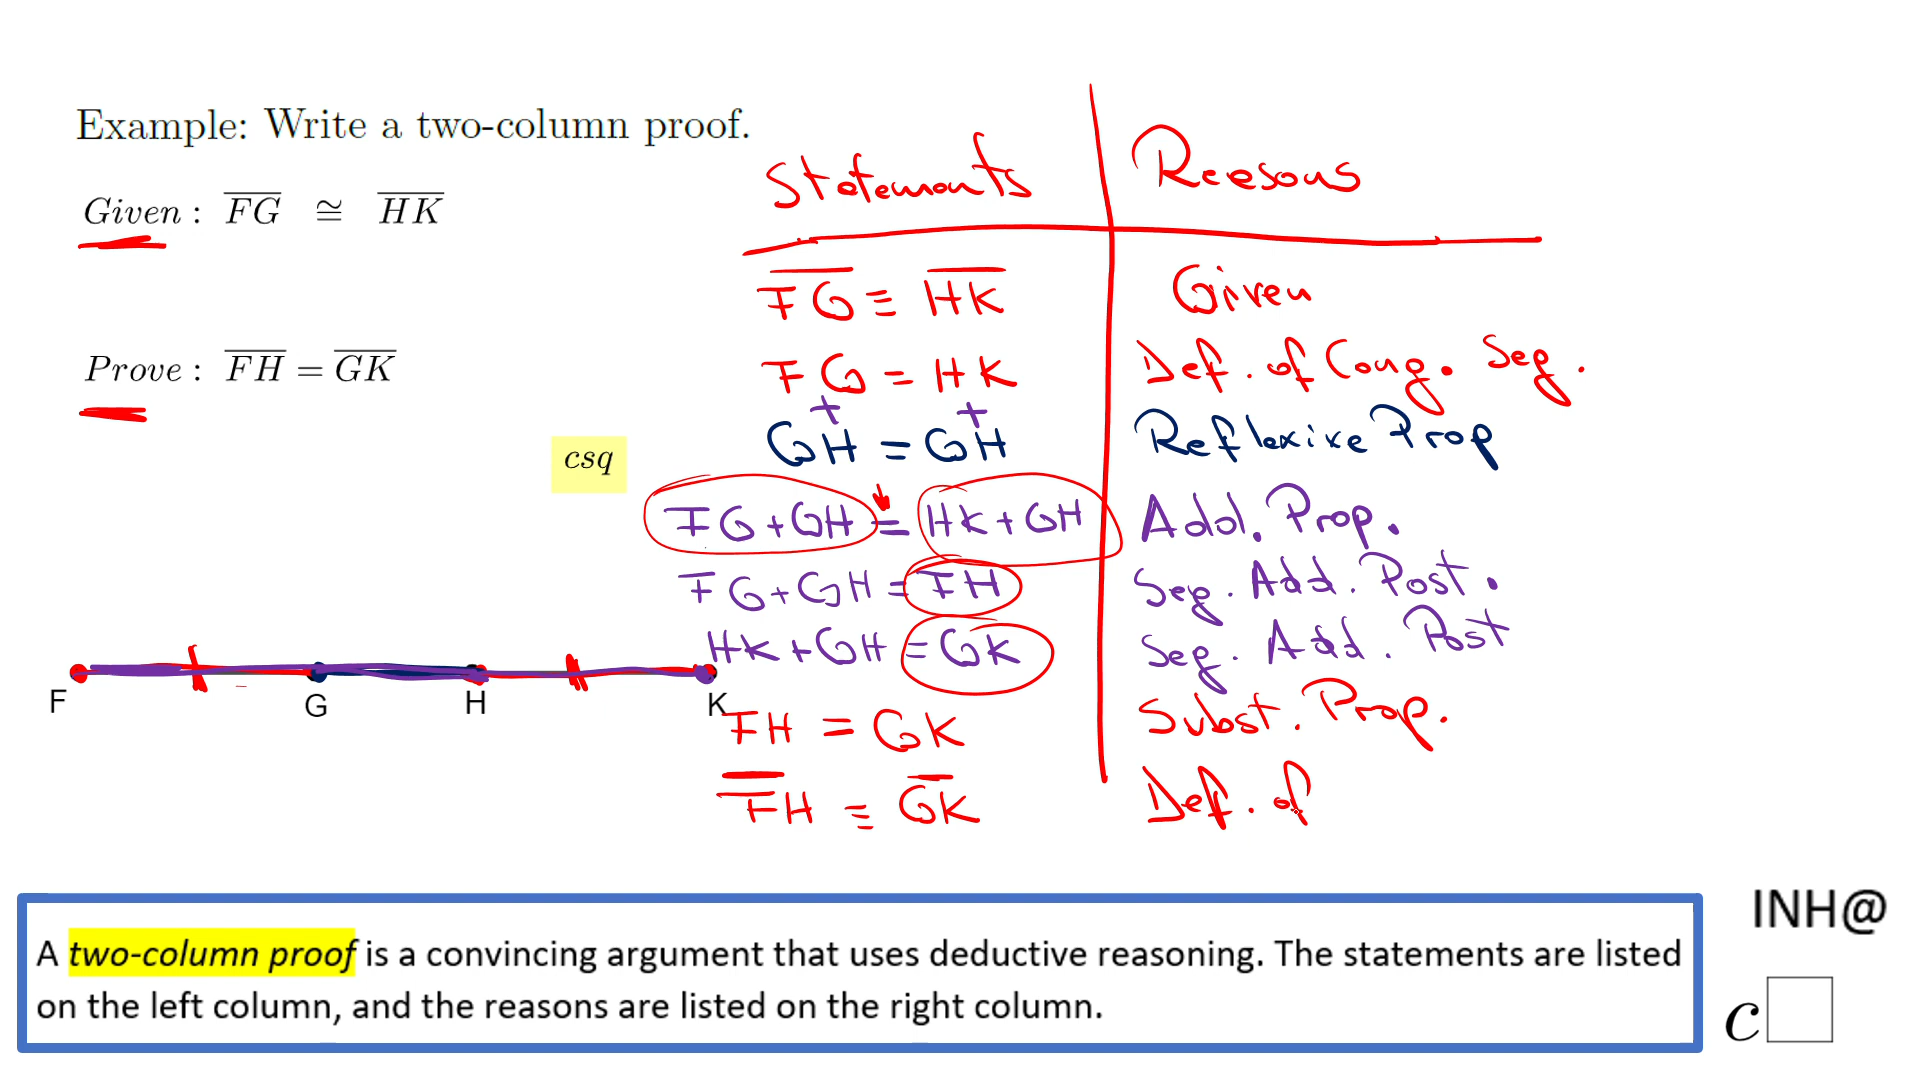 Example: Write a two-column proof.
Given : FG ≅ HK
Prove : FH = GK
csq
Statements Reesons
FG ≡ HK Given
FG = HK Def. of Cong. Seg.
+ +
GH = GH Reflexive Prop
FG + GH = HK + GH Add. Prop.
FG + GH = FH Seg. Add. Post.
HK + GH = GK Seg. Add. Post
FH = GK Subst. Prop.
FH ≡ GK Def. of
F G H K
A two-column proof is a convincing argument that uses deductive reasoning. The statements are listed
on the left column, and the reasons are listed on the right column.
INH@
c